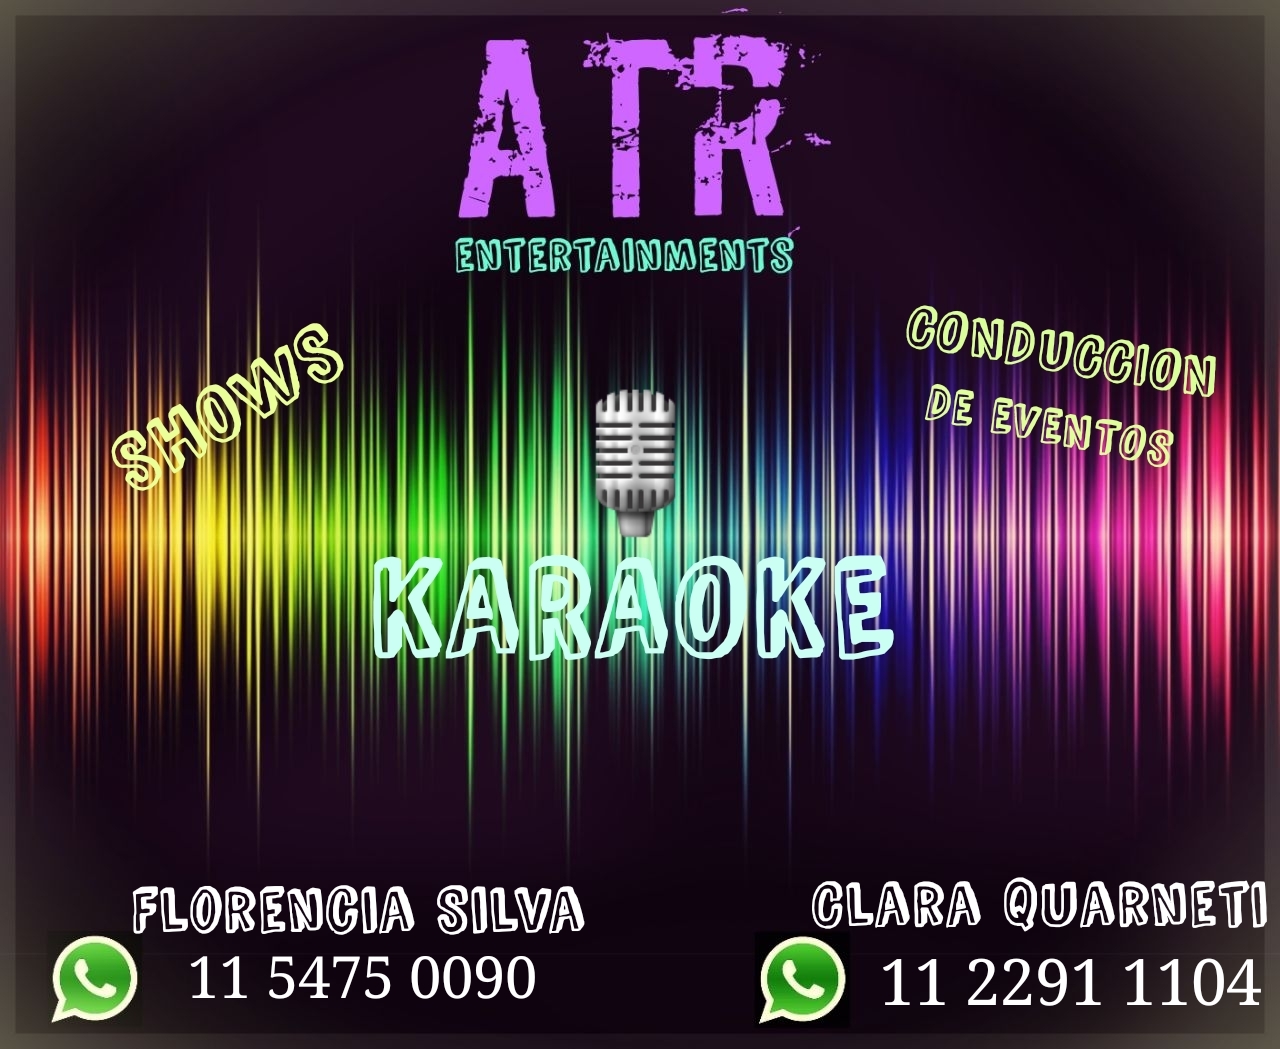 ATR
ENTERTAINMENTS
SHOWS
CONDUCCION
DE EVENTOS
KARAOKE
FLORENCIA SILVA
11 5475 0090
CLARA QUARNETI
11 2291 1104